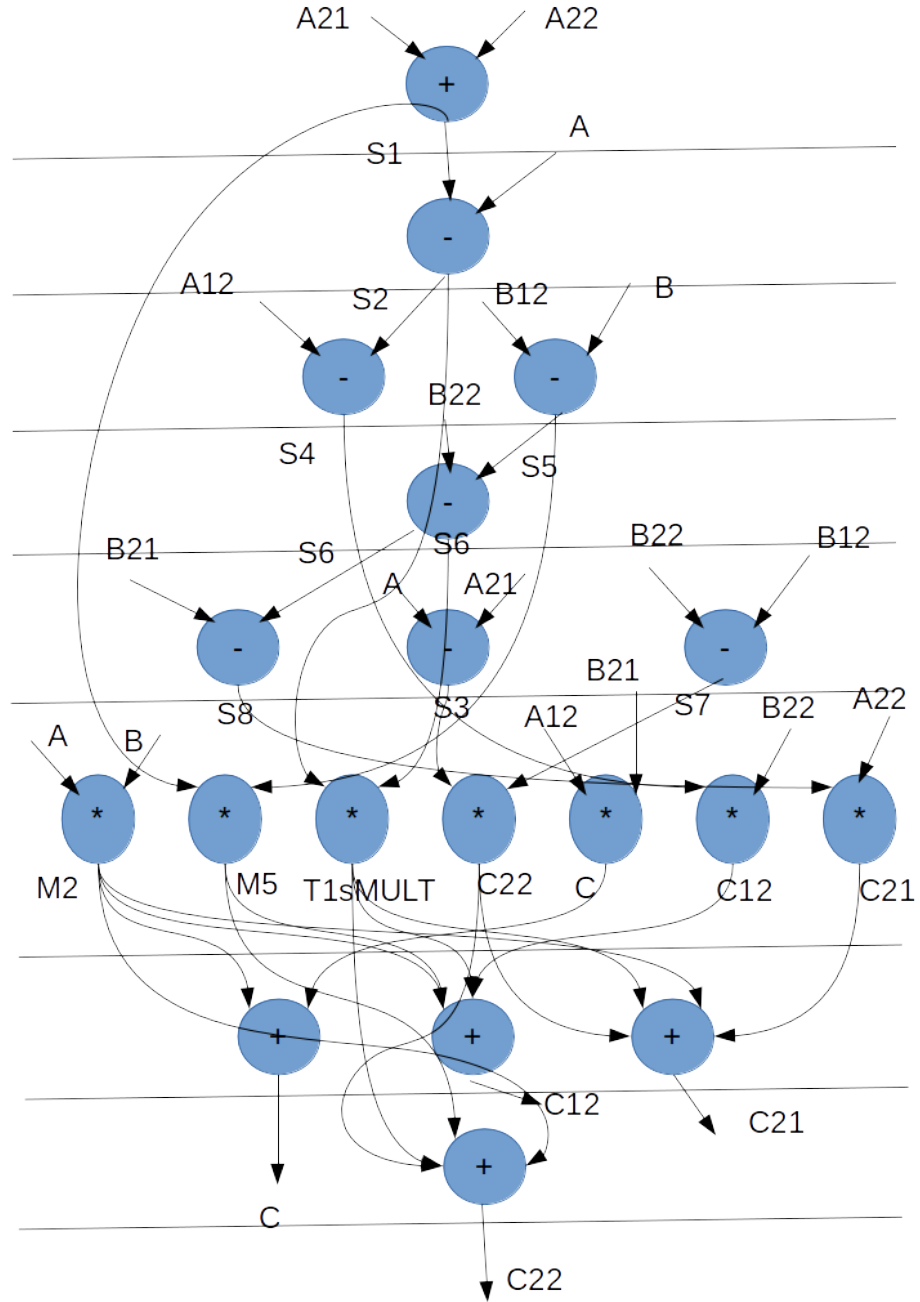 A21 A22
+
A
S1
-
A12 S2 B12 B
- -
B22
S4 S5
-
B21 S6 S6 B22 B12
A A21
- - -
B21
S8 S3 A12 S7 B22 A22
A B
* * * * * * *
M2 M5 T1sMULT C22 C C12 C21
+ + +
C12 C21
+
C
C22